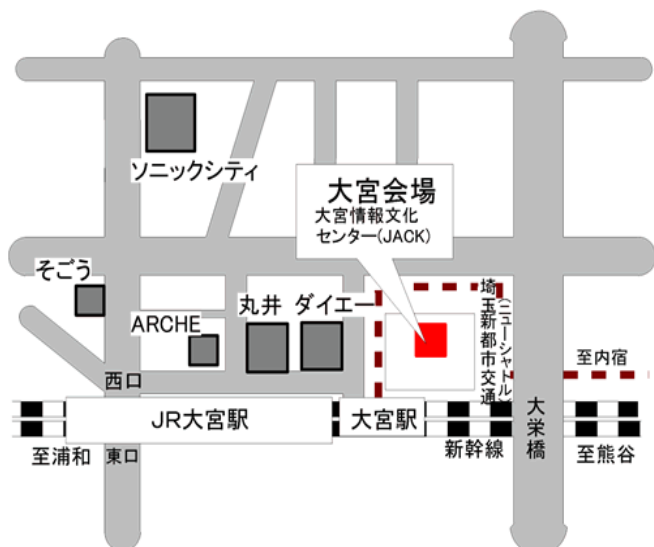 ソニックシティ
大宮会場
大宮情報文化
センター(JACK)
そごう
丸井
ダイエー
ARCHE
埼玉新都市交通
(ニューシャトル)
至内宿
西口
JR大宮駅
大宮駅
大栄橋
至浦和
東口
新幹線
至熊谷